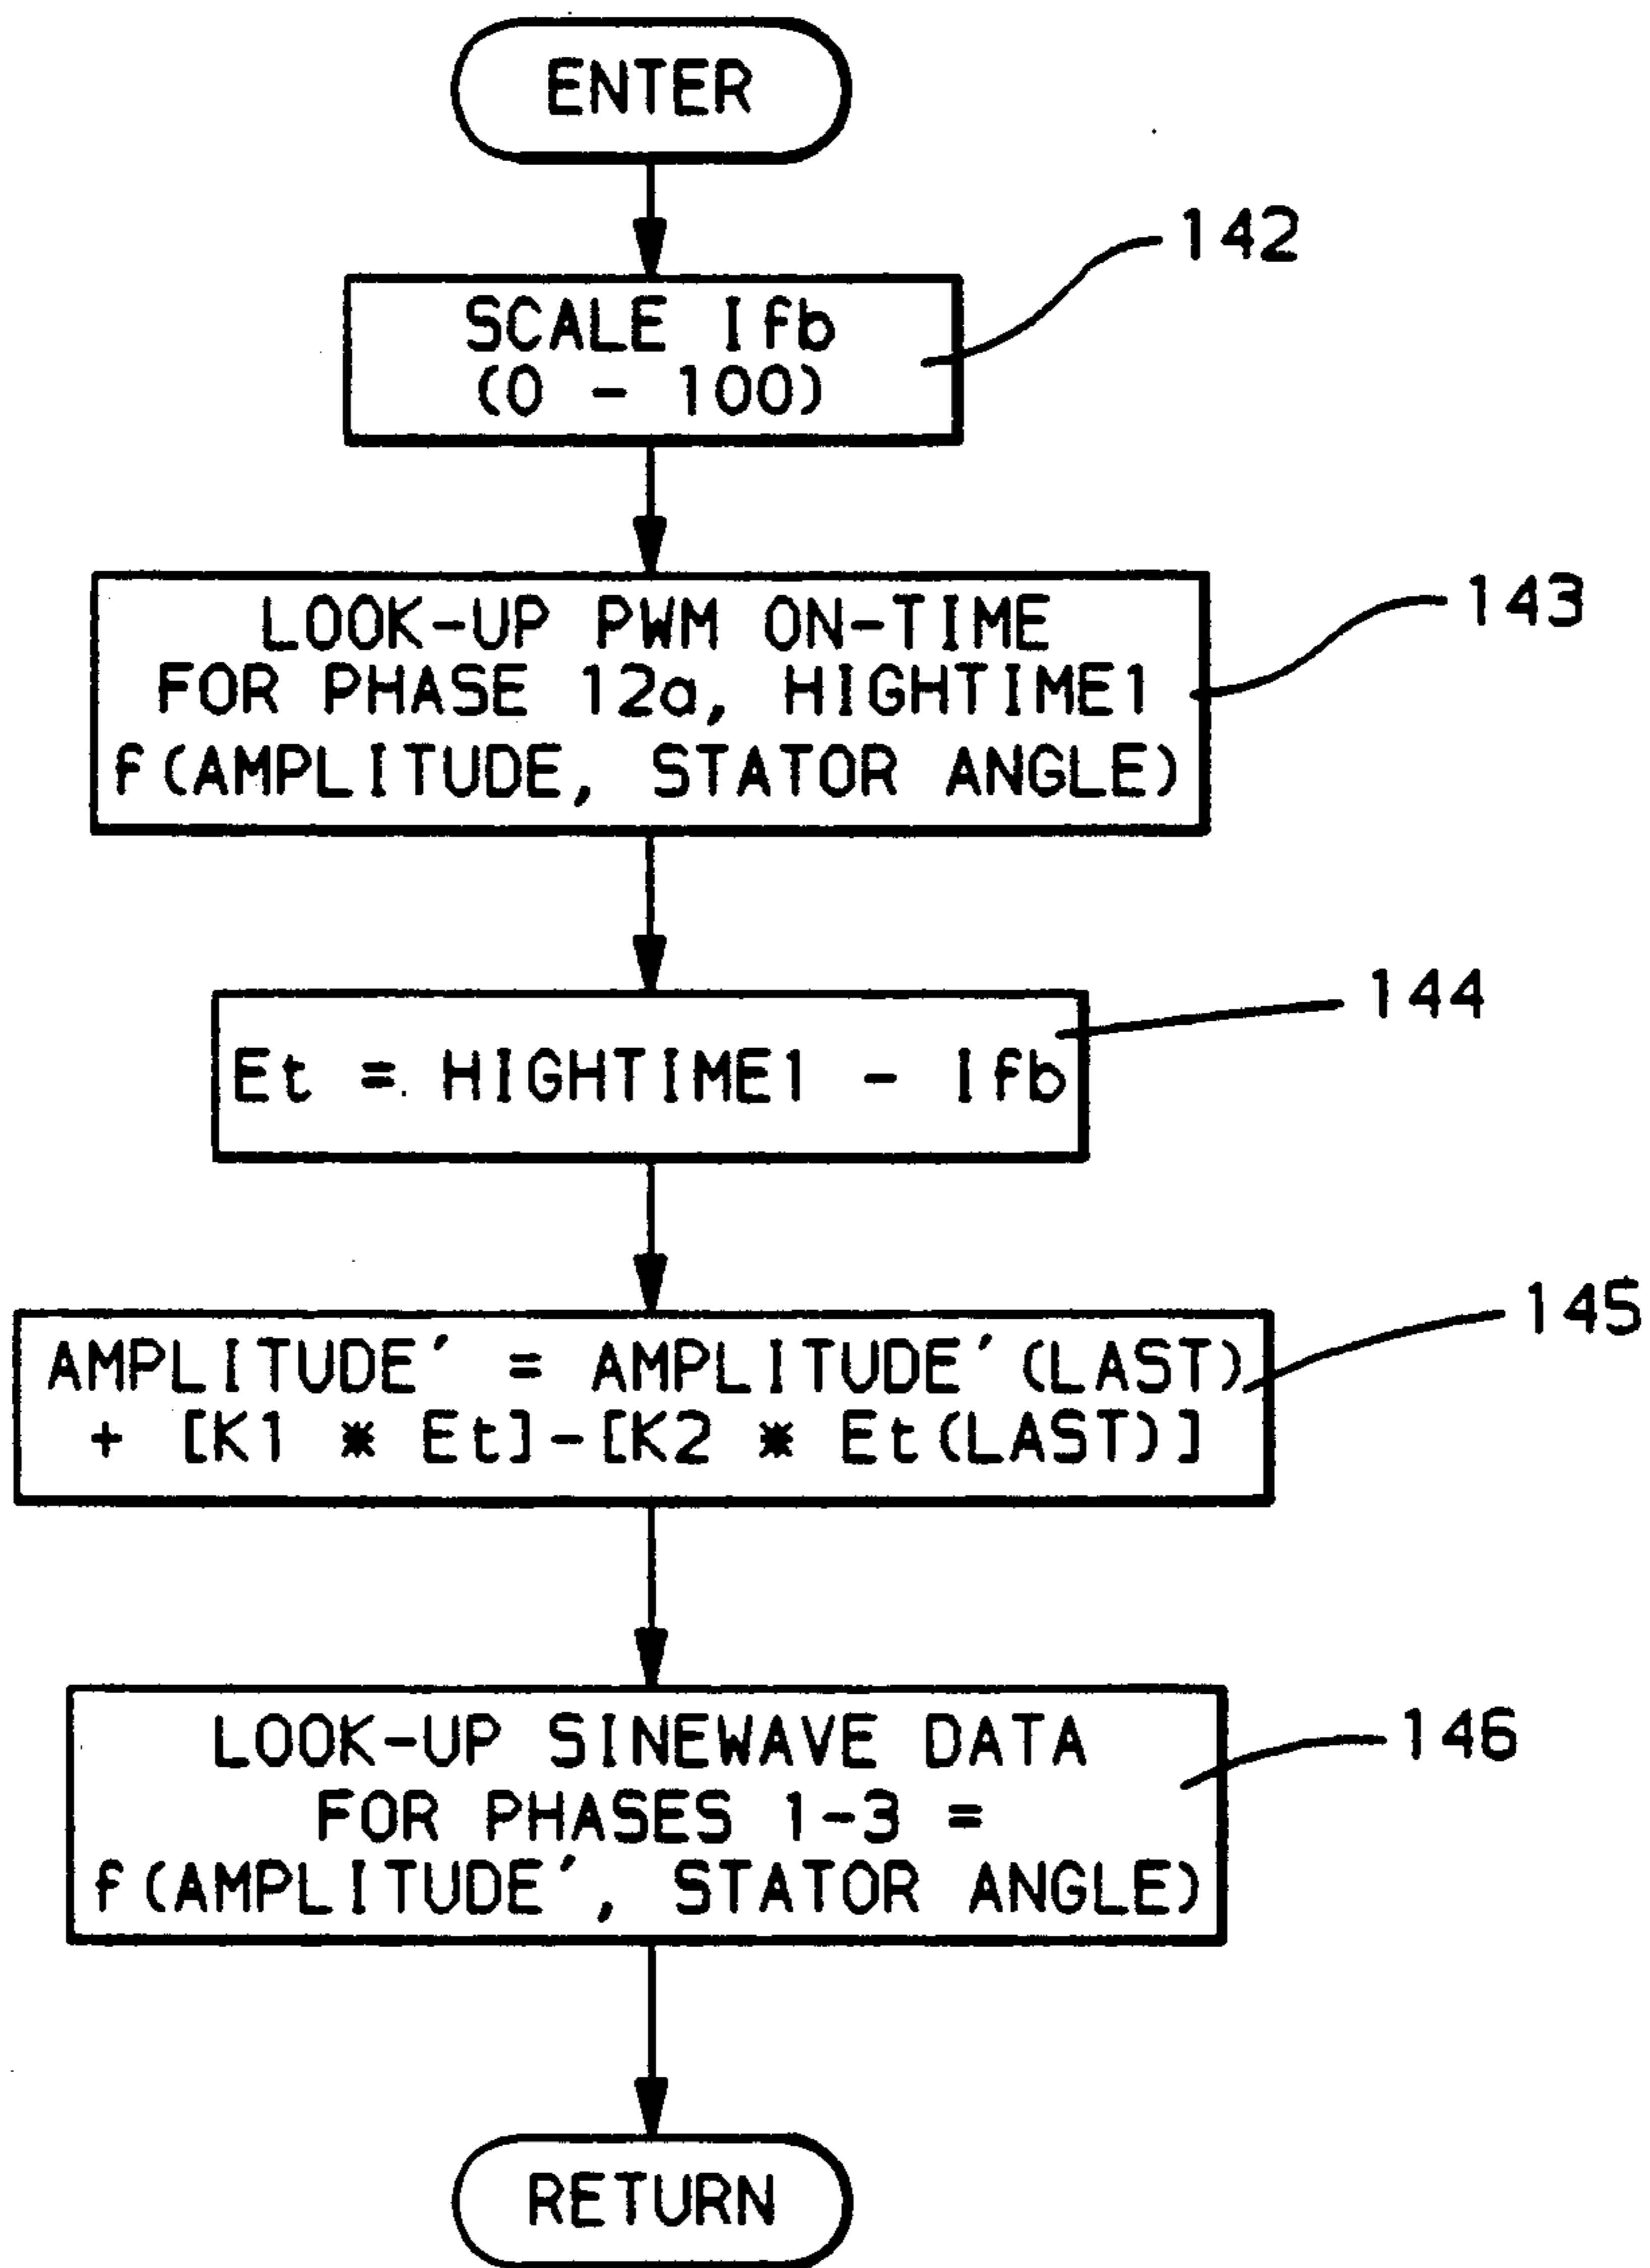 ENTER
142
SCALE Ifb
(0 - 100)
143
LOOK-UP PWM ON-TIME
FOR PHASE 12a, HIGHTIME1
f(AMPLITUDE, STATOR ANGLE)
144
Et = HIGHTIME1 - Ifb
145
AMPLITUDE' = AMPLITUDE'(LAST)
+ [K1 * Et]-[K2 * Et(LAST)]
146
LOOK-UP SINEWAVE DATA
FOR PHASES 1-3 =
f(AMPLITUDE', STATOR ANGLE)
RETURN